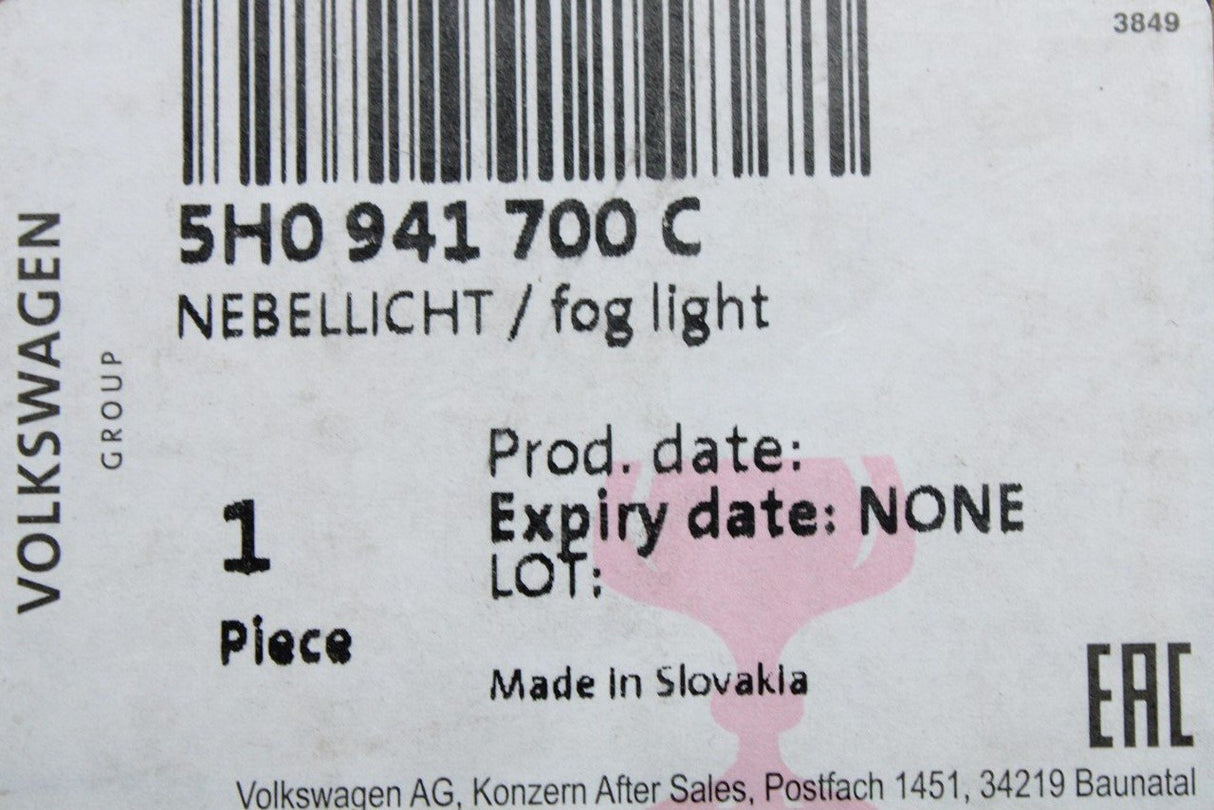 3849
5H0 941 700 C
NEBELLICHT / fog light
VOLKSWAGEN
GROUP
Prod. date:
Expiry date: NONE
LOT:
1
Piece
Made in Slovakia
EAC
Volkswagen AG, Konzern After Sales, Postfach 1451, 34219 Baunatal